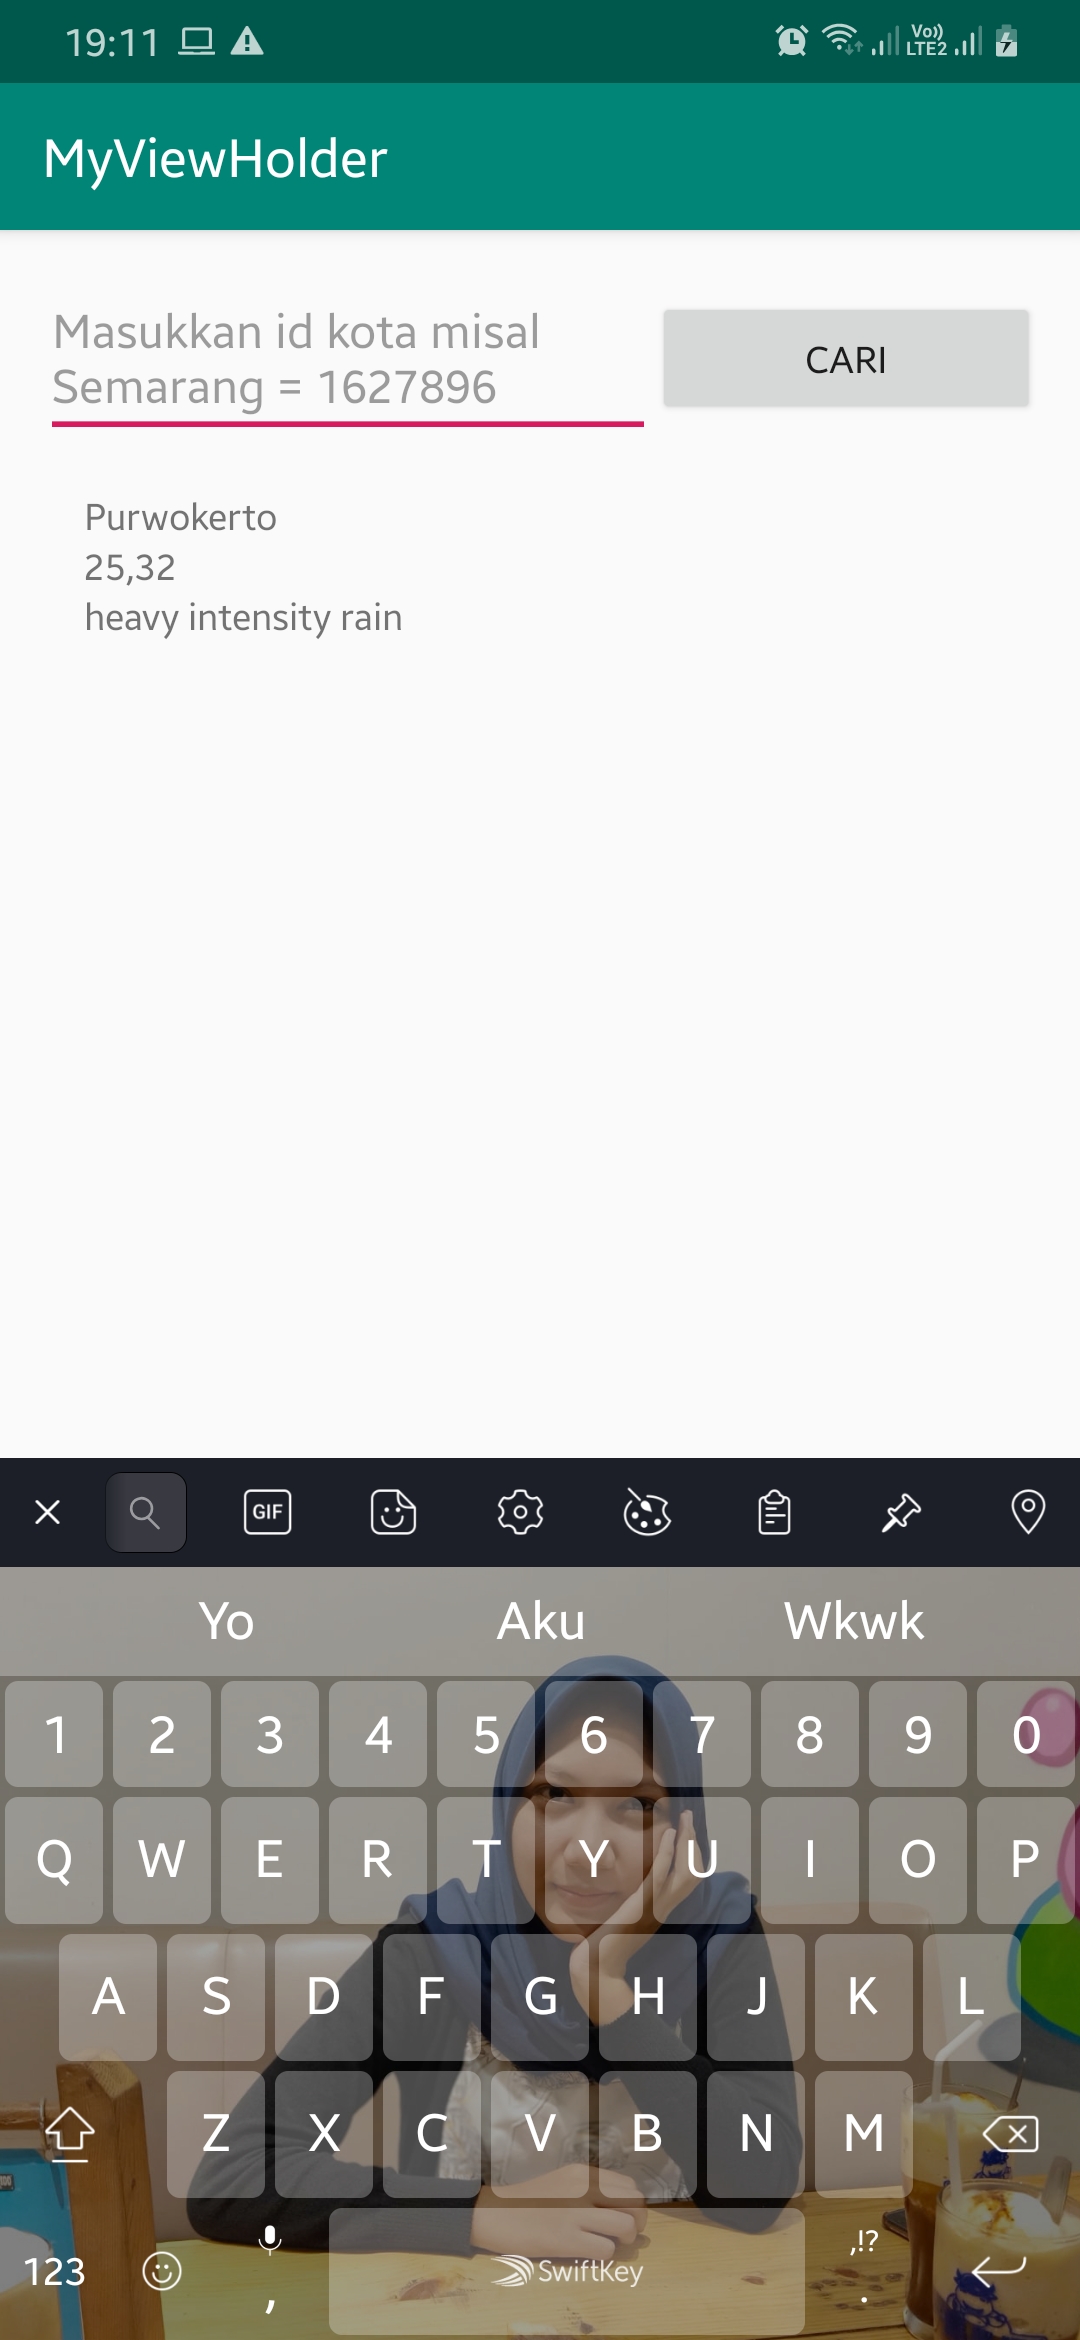 19:11
Vo))
LTE2
MyViewHolder
Masukkan id kota misal
Semarang = 1627896
CARI
Purwokerto
25,32
heavy intensity rain
GIF
Yo Aku Wkwk
1 2 3 4 5 6 7 8 9 0
Q W E R T Y U I O P
A S D F G H J K L
Z X C V B N M
,!?
123 , SwiftKey .